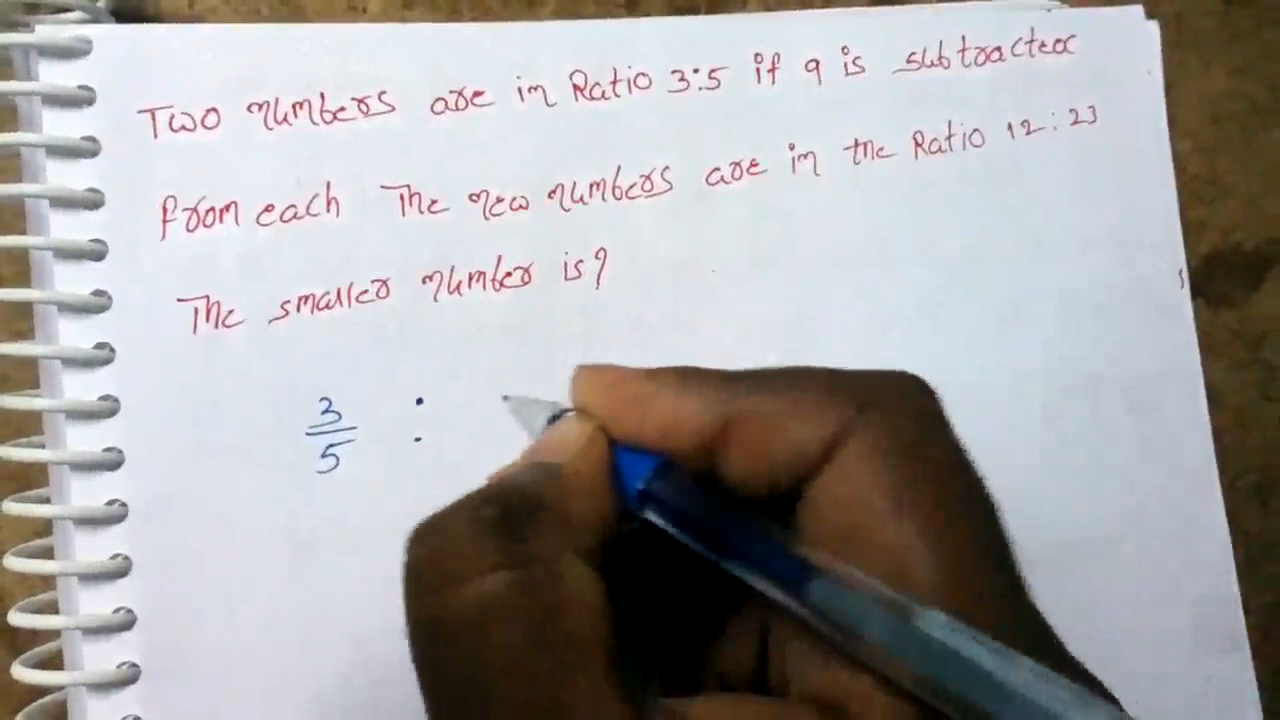 Two numbers are in Ratio 3:5 if 9 is subtracted
from each The new numbers are in the Ratio 12:23
The smaller number is?
3
5
: